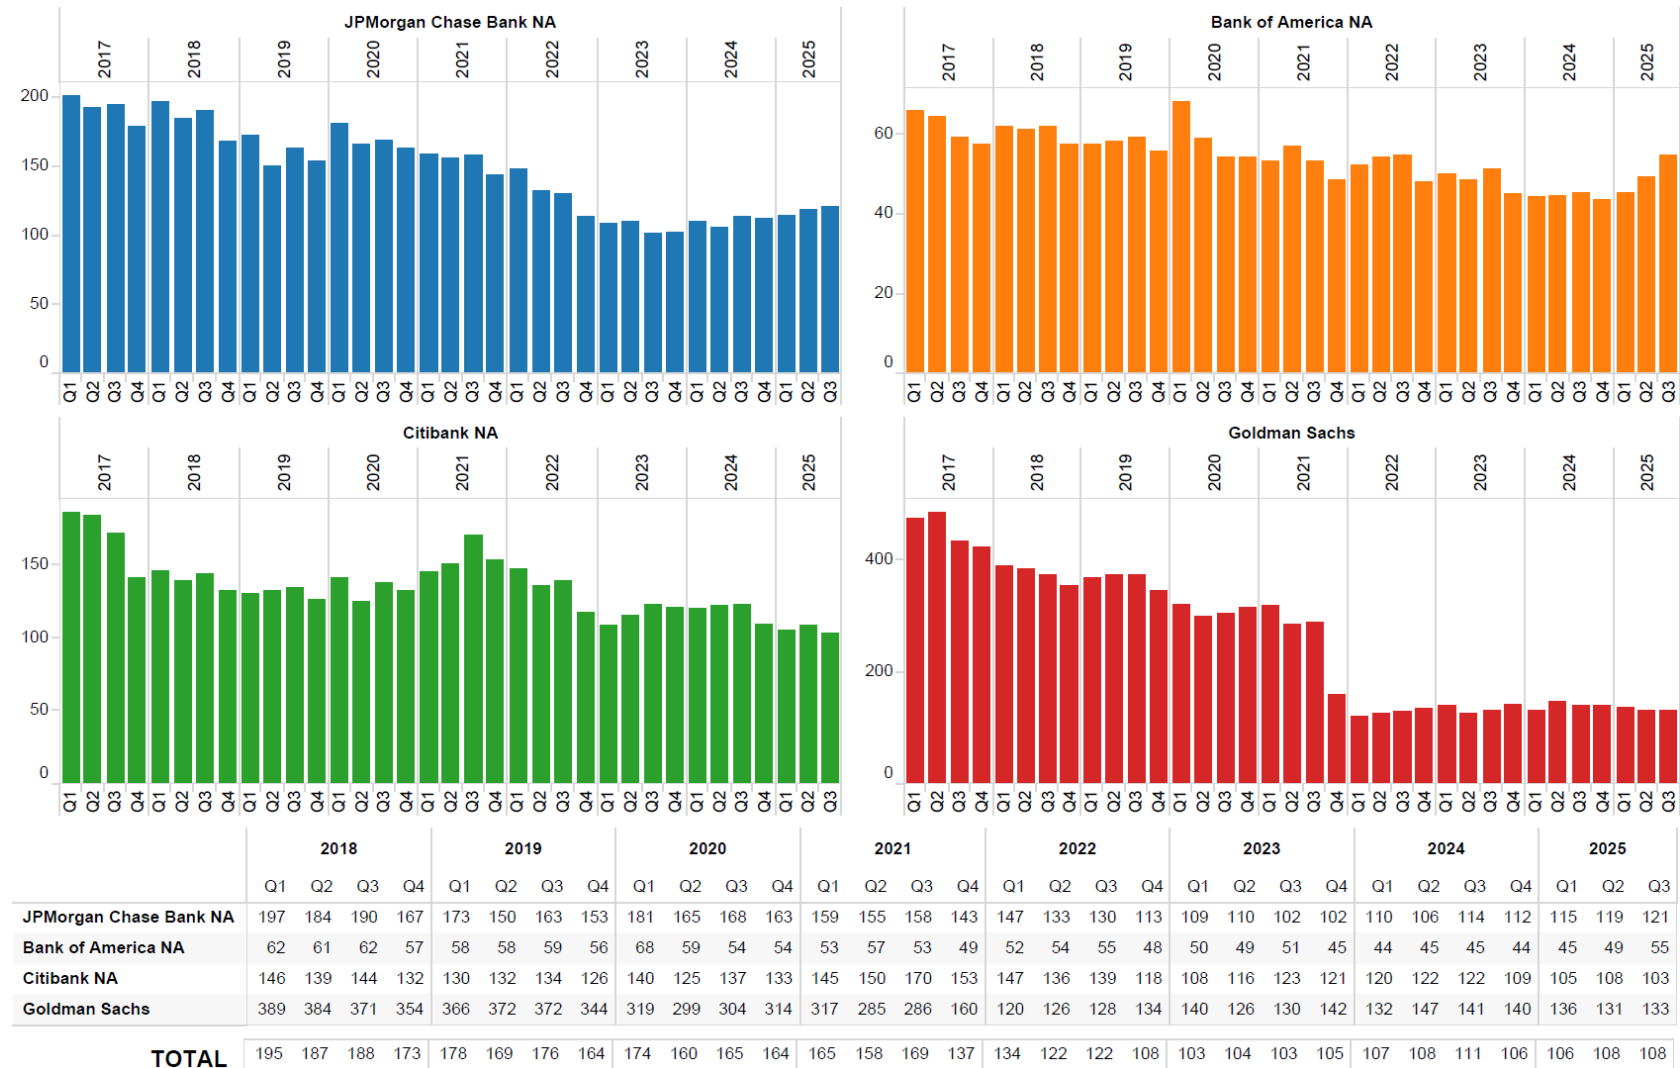 JPMorgan Chase Bank NA
2017 2018 2019 2020 2021 2022 2023 2024 2025
200
150
100
50
0
Q1 Q2 Q3 Q4 Q1 Q2 Q3 Q4 Q1 Q2 Q3 Q4 Q1 Q2 Q3 Q4 Q1 Q2 Q3 Q4 Q1 Q2 Q3 Q4 Q1 Q2 Q3 Q4 Q1 Q2 Q3 Q4 Q1 Q2 Q3
Bank of America NA
2017 2018 2019 2020 2021 2022 2023 2024 2025
60
40
20
0
Q1 Q2 Q3 Q4 Q1 Q2 Q3 Q4 Q1 Q2 Q3 Q4 Q1 Q2 Q3 Q4 Q1 Q2 Q3 Q4 Q1 Q2 Q3 Q4 Q1 Q2 Q3 Q4 Q1 Q2 Q3 Q4 Q1 Q2 Q3
Citibank NA
2017 2018 2019 2020 2021 2022 2023 2024 2025
150
100
50
0
Q1 Q2 Q3 Q4 Q1 Q2 Q3 Q4 Q1 Q2 Q3 Q4 Q1 Q2 Q3 Q4 Q1 Q2 Q3 Q4 Q1 Q2 Q3 Q4 Q1 Q2 Q3 Q4 Q1 Q2 Q3 Q4 Q1 Q2 Q3
Goldman Sachs
2017 2018 2019 2020 2021 2022 2023 2024 2025
400
200
0
Q1 Q2 Q3 Q4 Q1 Q2 Q3 Q4 Q1 Q2 Q3 Q4 Q1 Q2 Q3 Q4 Q1 Q2 Q3 Q4 Q1 Q2 Q3 Q4 Q1 Q2 Q3 Q4 Q1 Q2 Q3 Q4 Q1 Q2 Q3
2018 2019 2020 2021 2022 2023 2024 2025
Q1 Q2 Q3 Q4 Q1 Q2 Q3 Q4 Q1 Q2 Q3 Q4 Q1 Q2 Q3 Q4 Q1 Q2 Q3 Q4 Q1 Q2 Q3 Q4 Q1 Q2 Q3 Q4 Q1 Q2 Q3
JPMorgan Chase Bank NA 197 184 190 167 173 150 163 153 181 165 168 163 159 155 158 143 147 133 130 113 109 110 102 102 110 106 114 112 115 119 121
Bank of America NA 62 61 62 57 58 58 59 56 68 59 54 54 53 57 53 49 52 54 55 48 50 49 51 45 44 45 45 44 45 49 55
Citibank NA 146 139 144 132 130 132 134 126 140 125 137 133 145 150 170 153 147 136 139 118 108 116 123 121 120 122 122 109 105 108 103
Goldman Sachs 389 384 371 354 366 372 372 344 319 299 304 314 317 285 286 160 120 126 128 134 140 126 130 142 132 147 141 140 136 131 133
TOTAL 195 187 188 173 178 169 176 164 174 160 165 164 165 158 169 137 134 122 122 108 103 104 103 105 107 108 111 106 106 108 108